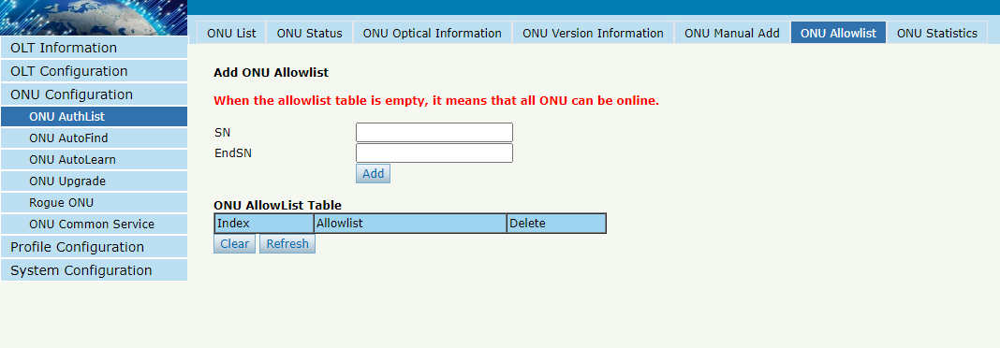 ONU List ONU Status ONU Optical Information ONU Version Information ONU Manual Add ONU Allowlist ONU Statistics
OLT Information
OLT Configuration
ONU Configuration
ONU AuthList
ONU AutoFind
ONU AutoLearn
ONU Upgrade
Rogue ONU
ONU Common Service
Profile Configuration
System Configuration
Add ONU Allowlist
When the allowlist table is empty, it means that all ONU can be online.
SN
EndSN
Add
ONU AllowList Table
Index Allowlist Delete
Clear Refresh